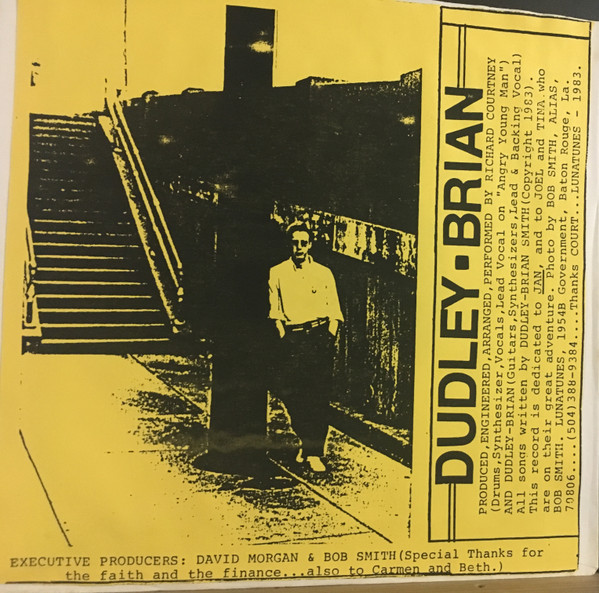 DUDLEY·BRIAN
PRODUCED,ENGINEERED,ARRANGED,PERFORMED BY RICHARD COURTNEY
(Drums,Synthesizer,Vocals,Lead Vocal on "Angry Young Man")
AND DUDLEY-BRIAN(Guitars,Synthesizers,Lead & Backing Vocal)
All songs written by DUDLEY-BRIAN SMITH(Copyright 1983).
This record is dedicated to JAN, and to JOEL and TINA who
are on their great adventure. Photo by BOB SMITH, ALIAS,
BOB SMITH. LUNATUNES, 1954B Government, Baton Rouge, La.
70806....(504)388-9384....Thanks COURT...LUNATUNES - 1983.
EXECUTIVE PRODUCERS: DAVID MORGAN & BOB SMITH(Special Thanks for
the faith and the finance...also to Carmen and Beth.)